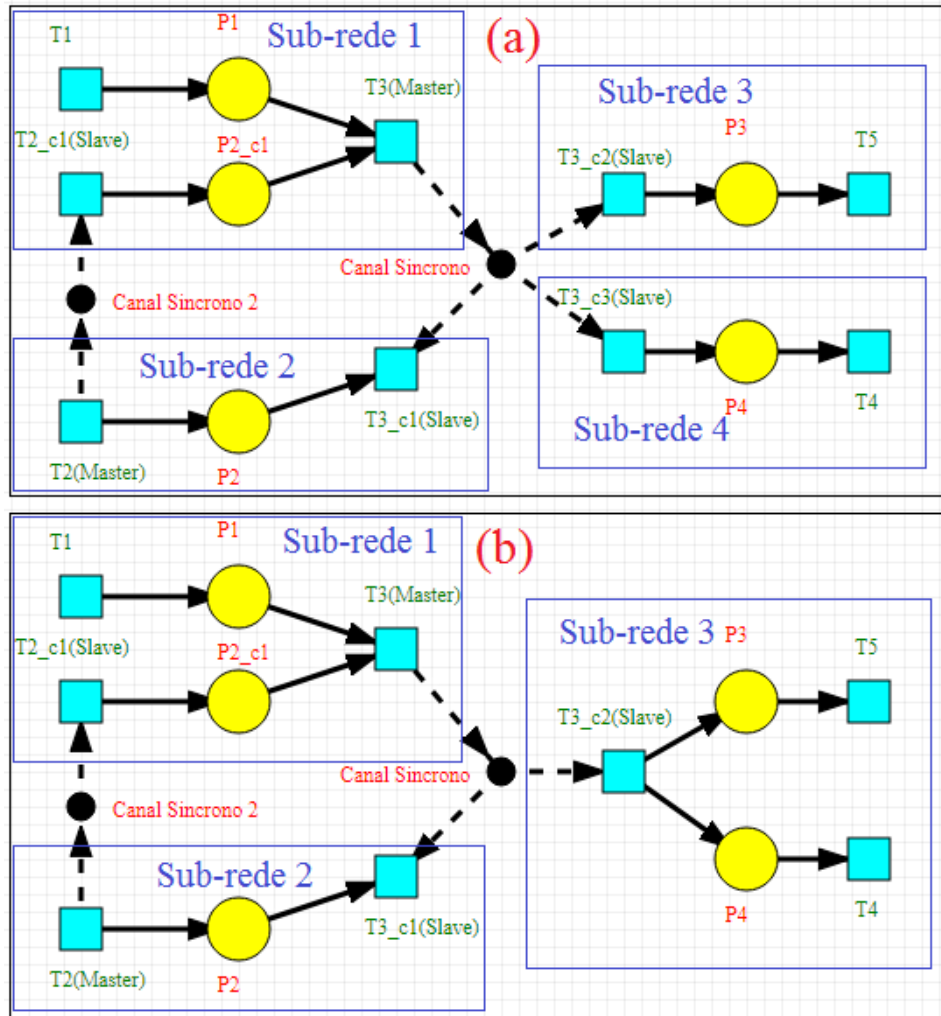 T1
P1
Sub-rede 1
(a)
T3(Master)
Sub-rede 3
P3
T5
T2_c1(Slave)
P2_c1
T3_c2(Slave)
Canal Sincrono
Canal Sincrono 2
T3_c3(Slave)
Sub-rede 2
P4
T4
T3_c1(Slave)
Sub-rede 4
T2(Master)
P2
T1
P1
Sub-rede 1
(b)
T3(Master)
Sub-rede 3
P3
T5
T2_c1(Slave)
P2_c1
T3_c2(Slave)
Canal Sincrono
Canal Sincrono 2
Sub-rede 2
P4
T4
T3_c1(Slave)
T2(Master)
P2